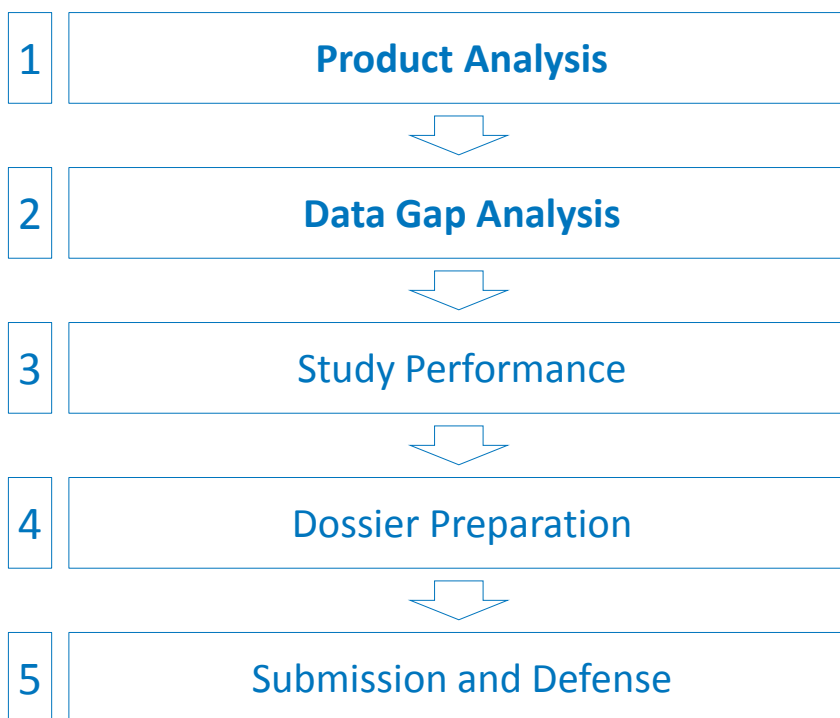 1 Product Analysis
2 Data Gap Analysis
3 Study Performance
4 Dossier Preparation
5 Submission and Defense